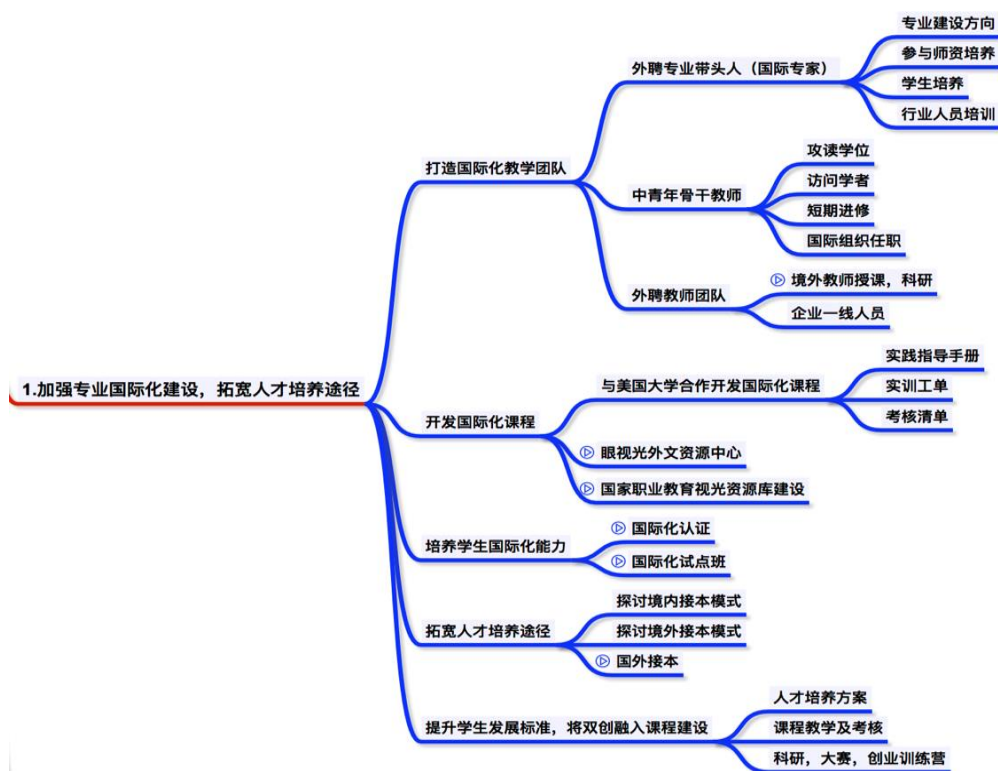 1.加强专业国际化建设，拓宽人才培养途径
打造国际化教学团队
外聘专业带头人（国际专家）
专业建设方向
参与师资培养
学生培养
行业人员培训
中青年骨干教师
攻读学位
访问学者
短期进修
国际组织任职
外聘教师团队
境外教师授课，科研
企业一线人员
开发国际化课程
与美国大学合作开发国际化课程
实践指导手册
实训工单
考核清单
眼视光外文资源中心
国家职业教育视光资源库建设
培养学生国际化能力
国际化认证
国际化试点班
拓宽人才培养途径
探讨境内接本模式
探讨境外接本模式
国外接本
提升学生发展标准，将双创融入课程建设
人才培养方案
课程教学及考核
科研，大赛，创业训练营